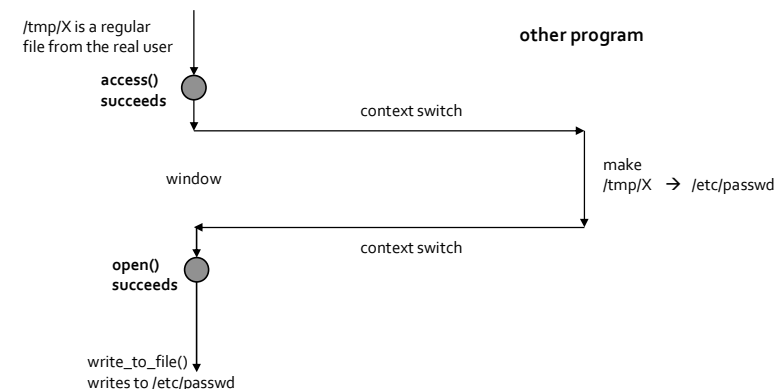 /tmp/X is a regular
file from the real user
other program
access()
succeeds
context switch
window
make
/tmp/X → /etc/passwd
context switch
open()
succeeds
write_to_file()
writes to /etc/passwd